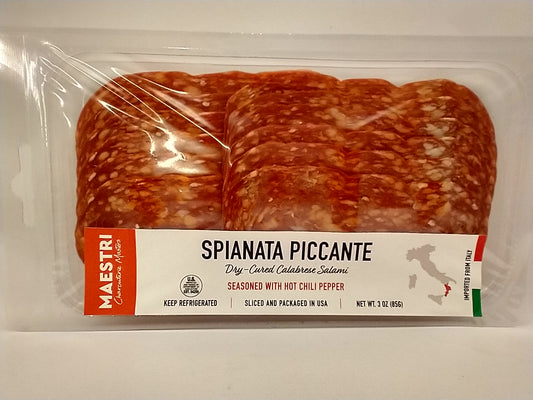 MAESTRI
Charcuterie Masters
SPIANATA PICCANTE
Dry-Cured Calabrese Salami
SEASONED WITH HOT CHILI PEPPER
KEEP REFRIGERATED
SLICED AND PACKAGED IN USA
NET WT. 3 OZ (85G)
IMPORTED FROM ITALY